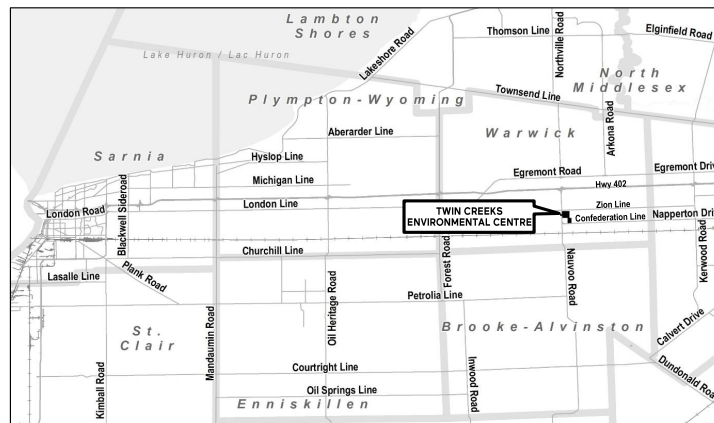 Lambton
Shores
Thomson Line
Elginfield Road
Northville Road
Lakeshore Road
Lake Huron / Lac Huron
North
Middlesex
Townsend Line
Plympton-Wyoming
Arkona Road
Aberarder Line
Warwick
Sarnia
Hyslop Line
Egremont Road
Egremont Driv
Michigan Line
Hwy 402
Blackwell Sideroad
London Road
London Line
TWIN CREEKS
ENVIRONMENTAL CENTRE
Zion Line
Confederation Line
Napperton Driv
Kerwood Road
Churchill Line
Forest Road
Nauvoo Road
Lasalle Line
Plank Road
Oil Heritage Road
Petrolia Line
Mandaumin Road
St.
Clair
Brooke-Alvinston
Calvert Drive
Courtright Line
Dundonald Roa
Kimball Road
Inwood Road
Oil Springs Line
Enniskillen